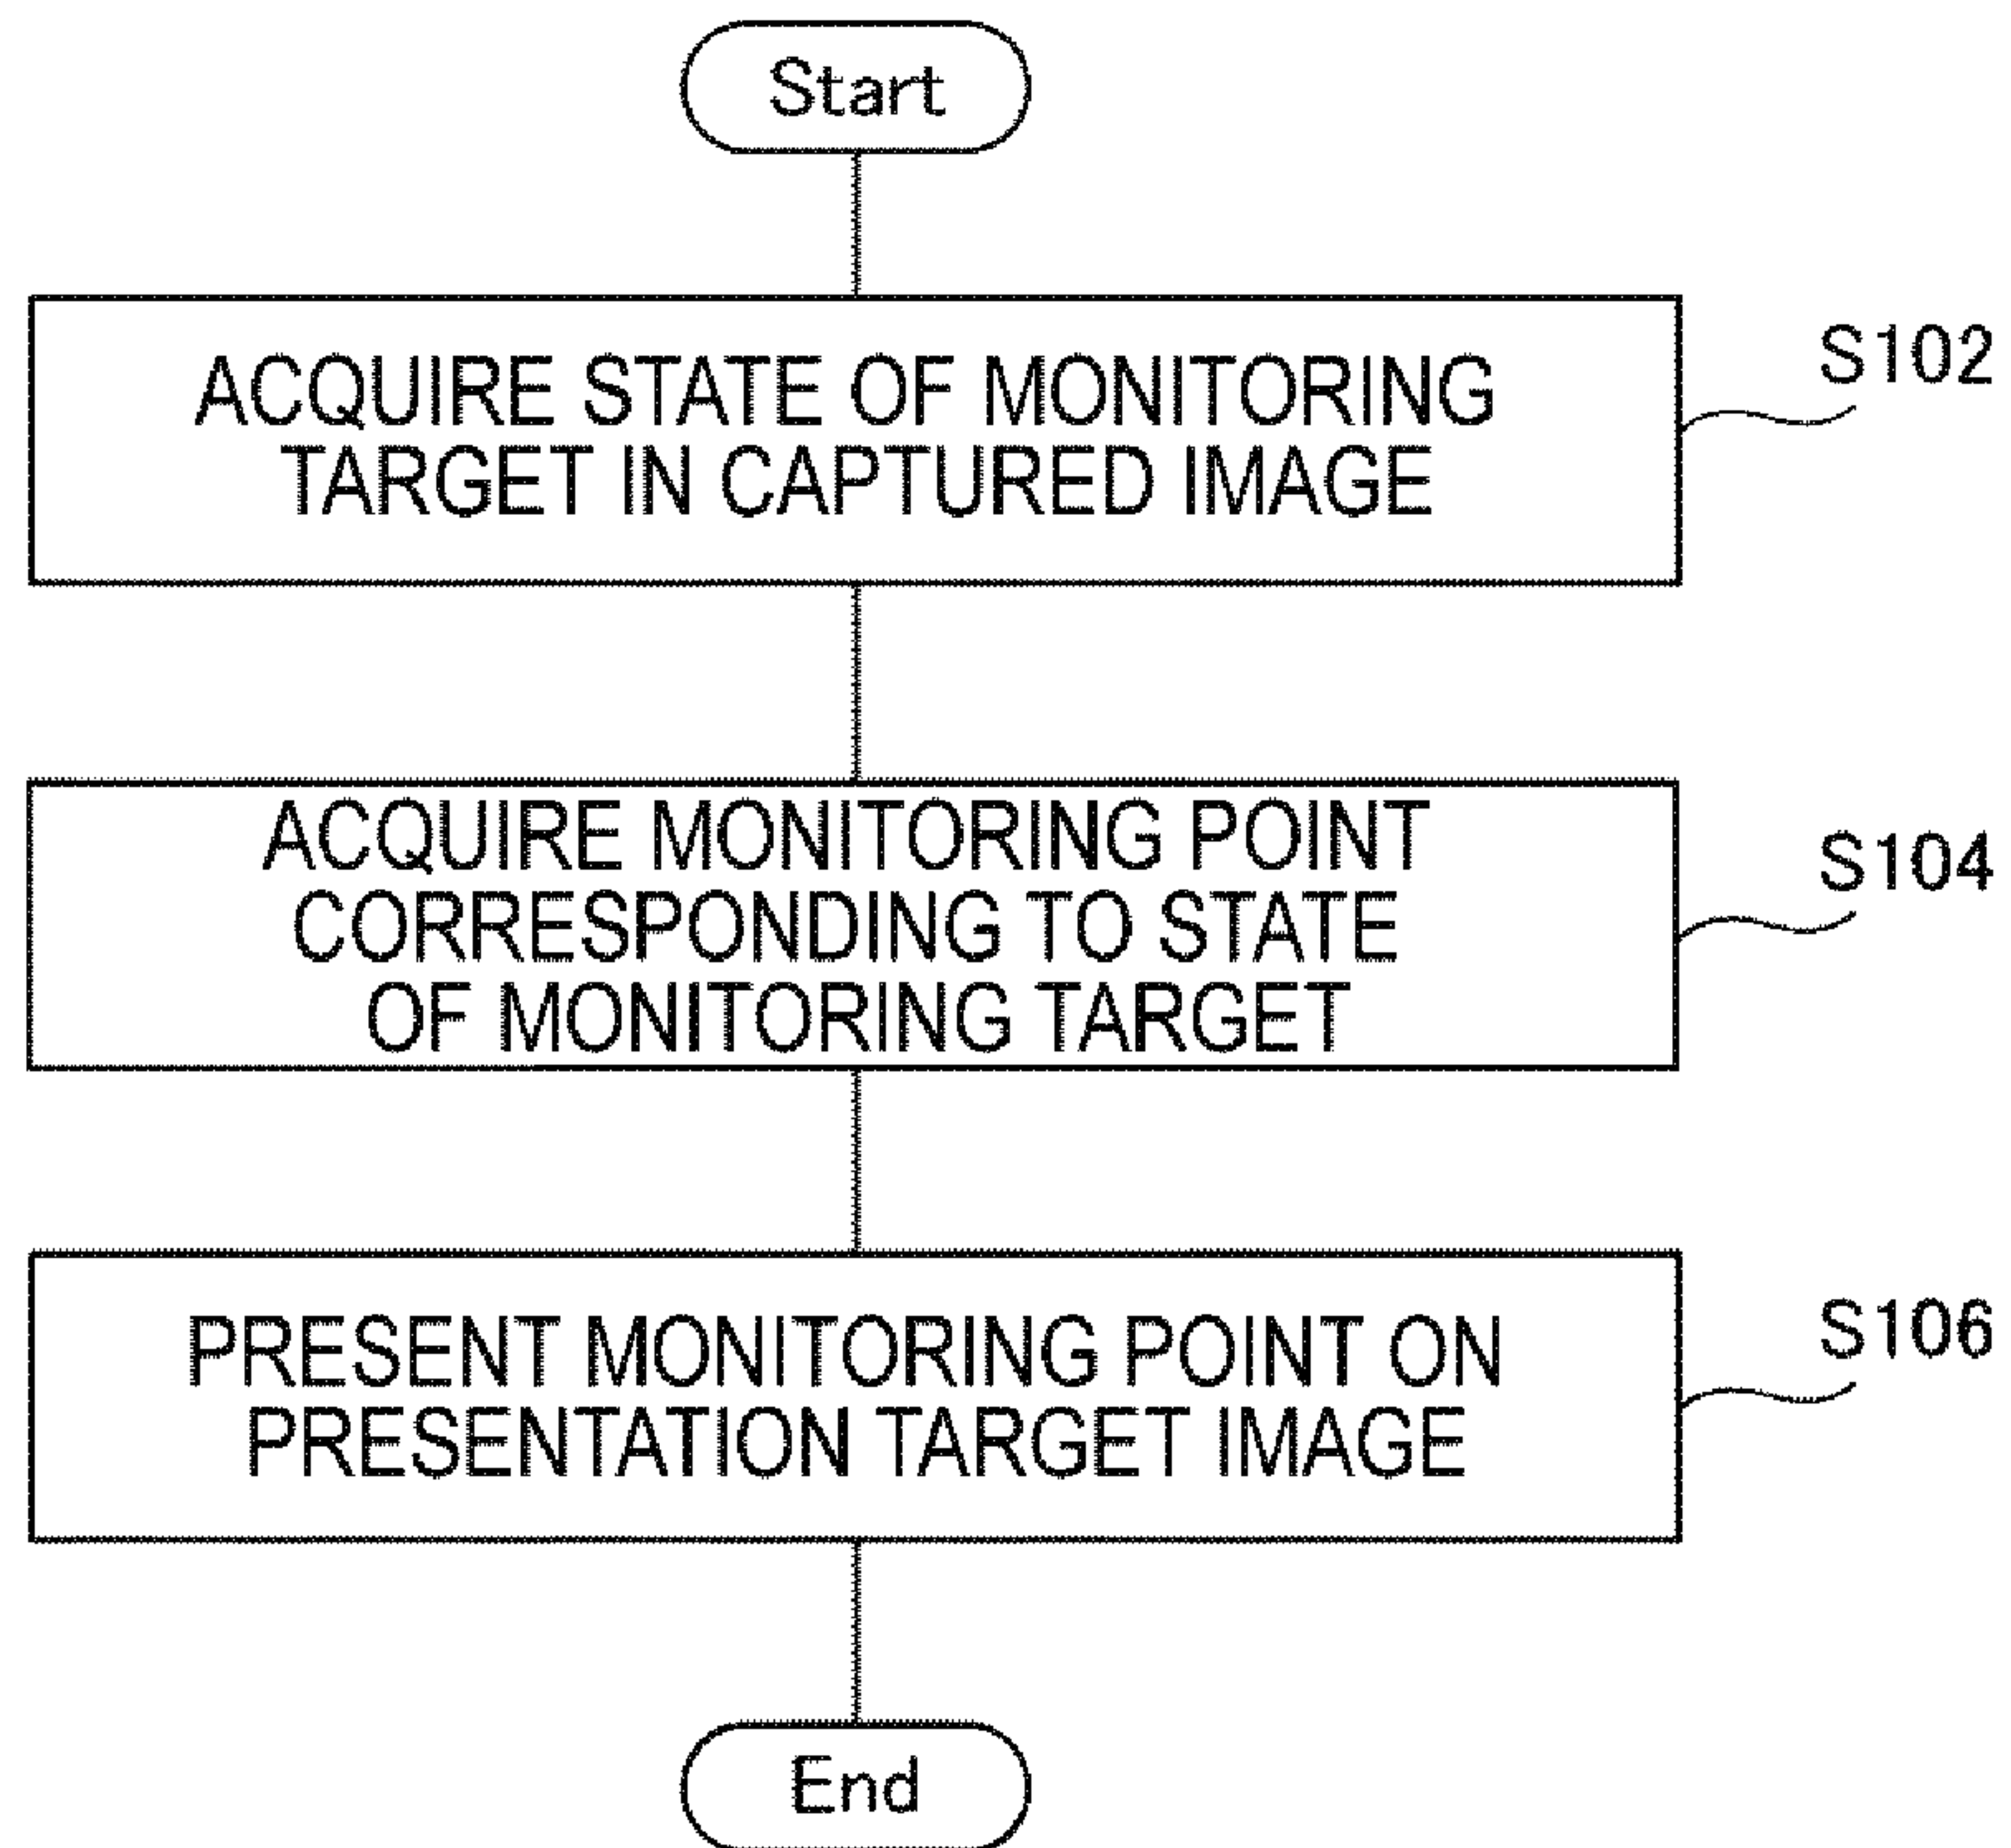 Start
ACQUIRE STATE OF MONITORING
TARGET IN CAPTURED IMAGE
S102
ACQUIRE MONITORING POINT
CORRESPONDING TO STATE
OF MONITORING TARGET
S104
PRESENT MONITORING POINT ON
PRESENTATION TARGET IMAGE
S106
End